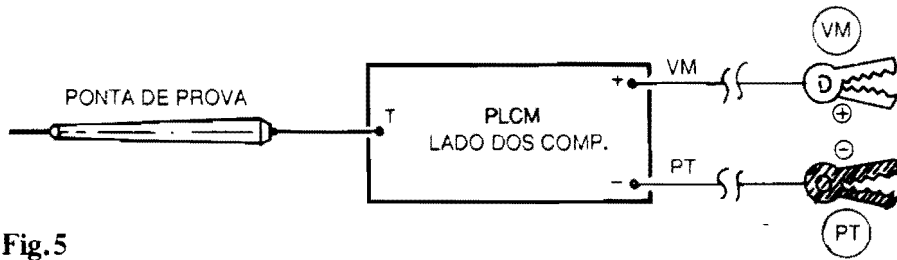 PONTA DE PROVA
T
PLCM
LADO DOS COMP.
+
VM
VM
+
−
−
PT
PT
Fig.5